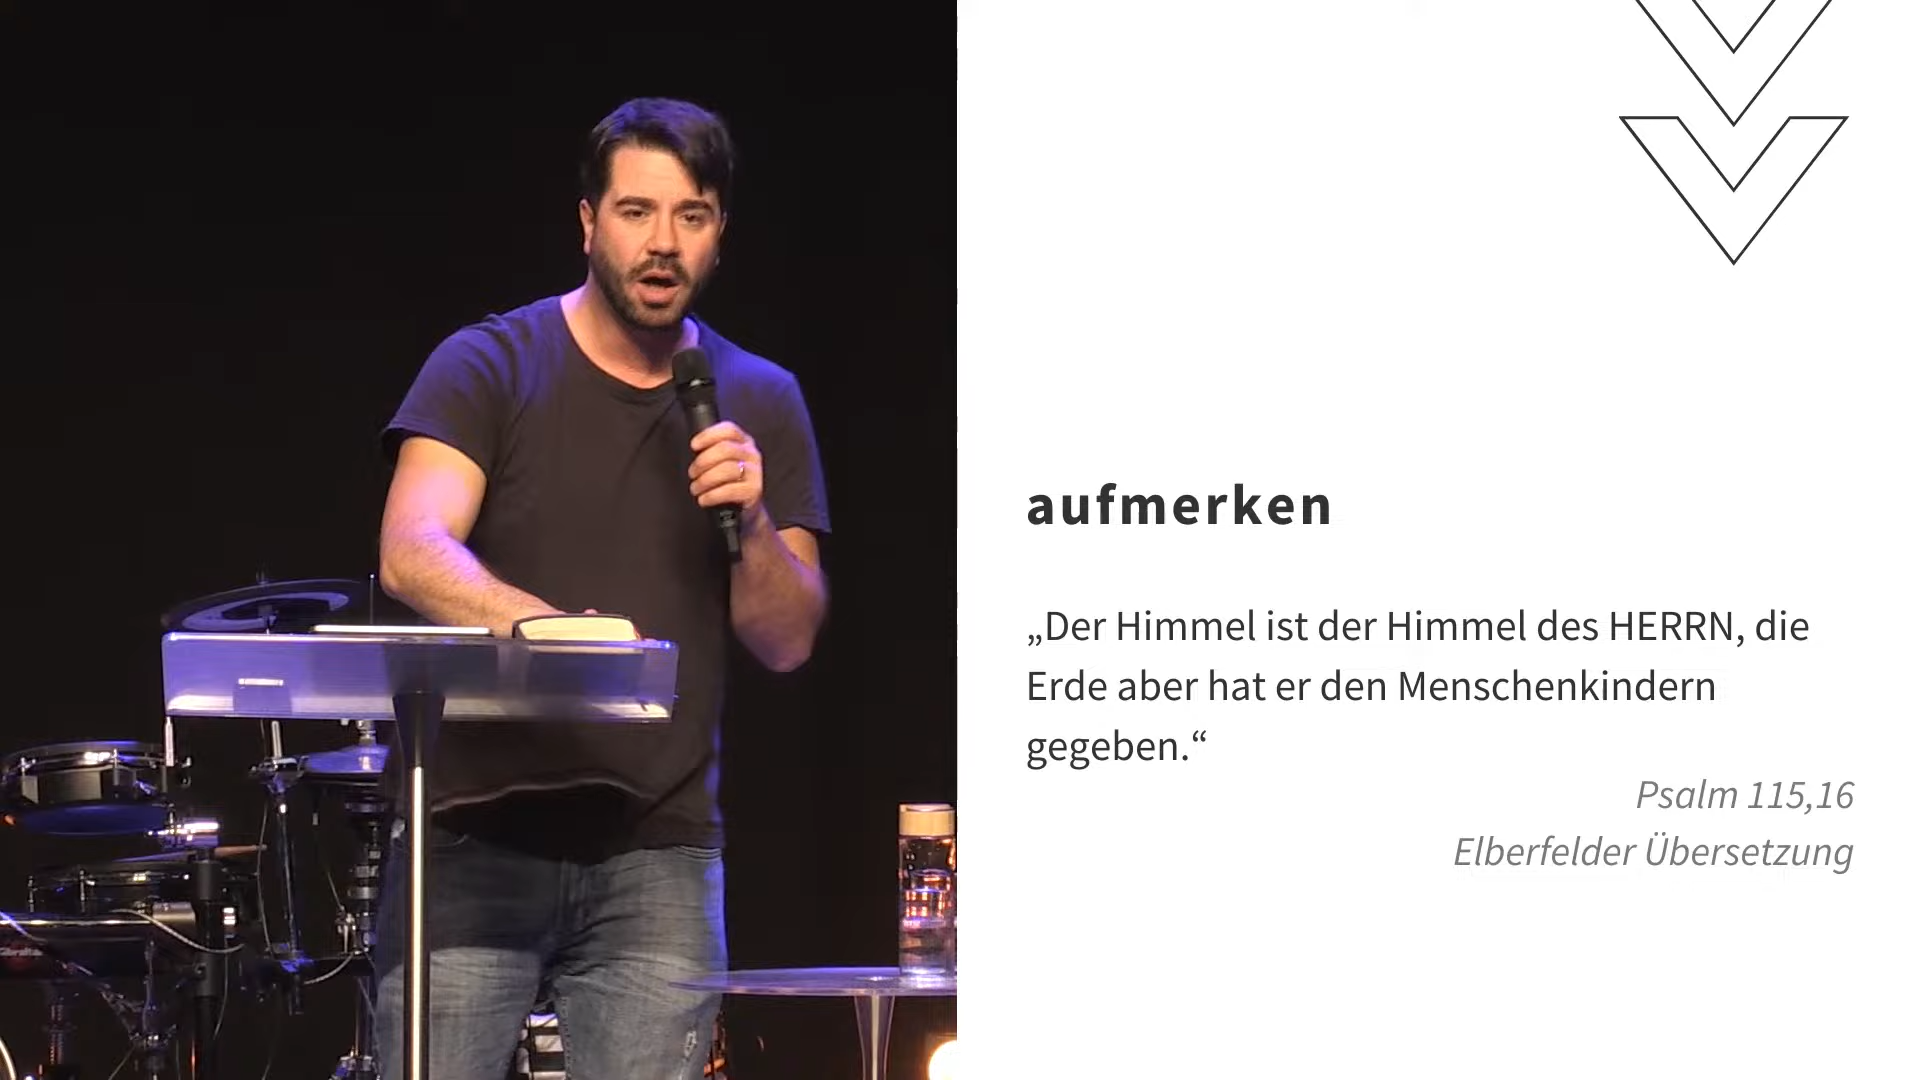 aufmerken
„Der Himmel ist der Himmel des HERRN, die
Erde aber hat er den Menschenkindern
gegeben.“
Psalm 115,16
Elberfelder Übersetzung